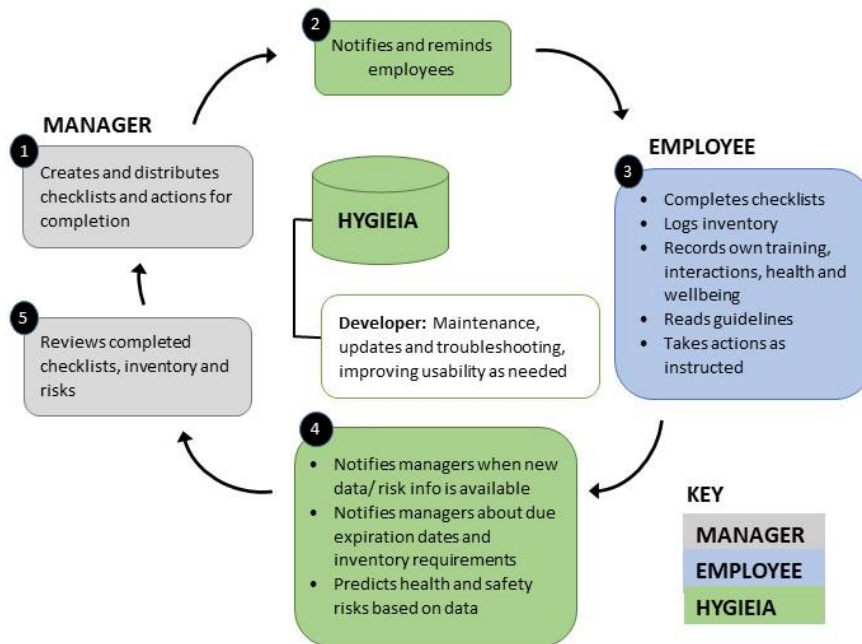 2
Notifies and reminds
employees
MANAGER
1
Creates and distributes
checklists and actions for
completion
EMPLOYEE
3
• Completes checklists
• Logs inventory
• Records own training,
interactions, health and
wellbeing
• Reads guidelines
• Takes actions as
instructed
HYGIEIA
Developer: Maintenance,
updates and troubleshooting,
improving usability as needed
5
Reviews completed
checklists, inventory and
risks
4
• Notifies managers when new
data/ risk info is available
• Notifies managers about due
expiration dates and
inventory requirements
• Predicts health and safety
risks based on data
KEY
MANAGER
EMPLOYEE
HYGIEIA